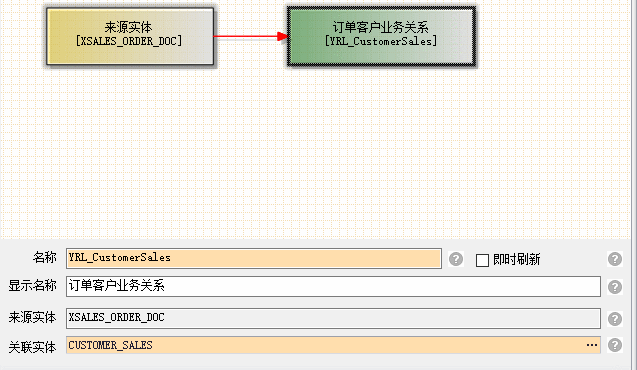 来源实体
[XSALES_ORDER_DOC]
订单客户业务关系
[YRL_CustomerSales]
名称 YRL_CustomerSales ? 即时刷新 ?
显示名称 订单客户业务关系 ?
来源实体 XSALES_ORDER_DOC ?
关联实体 CUSTOMER_SALES ... ?